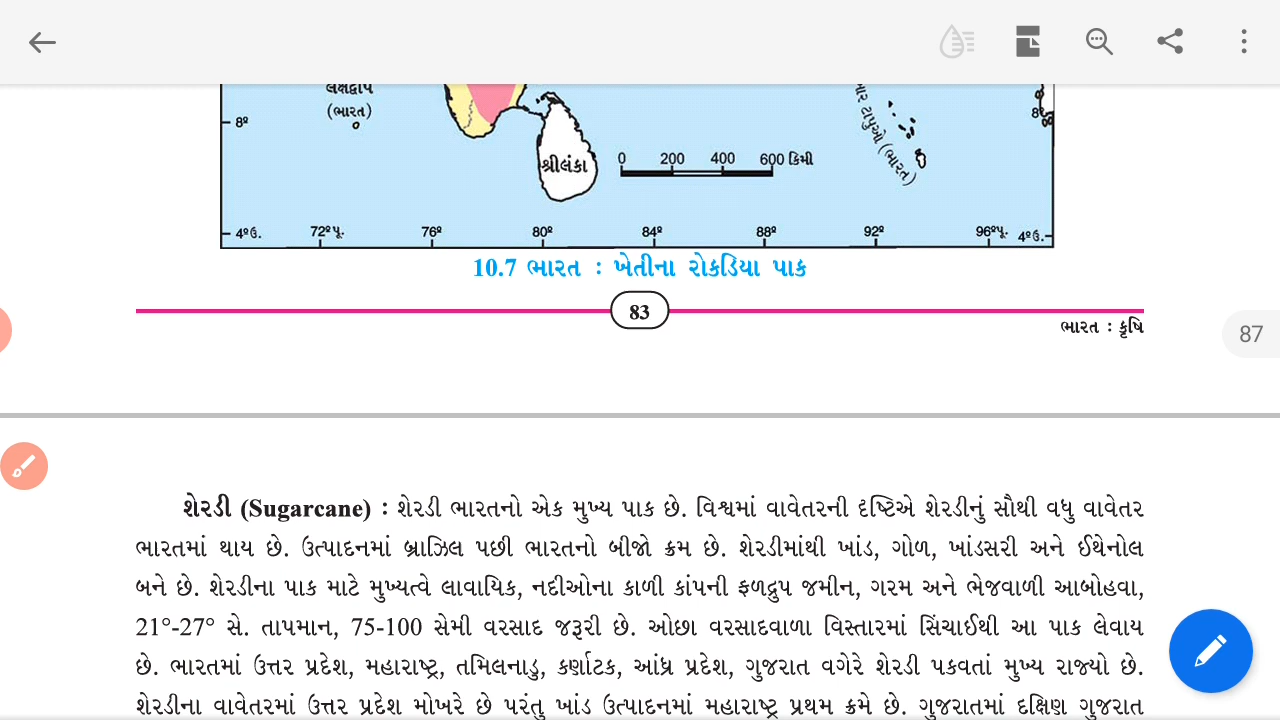 લક્ષદ્વીપ
(ભારત)
8º
8º
શ્રીલંકા
0 200 400 600 કિમી
ટાપુઓ (ભારત)
4º ઉ. 72º પૂ. 76º 80º 84º 88º 92º 96º પૂ. 4º ઉ.
10.7 ભારત : ખેતીના રોકડિયા પાક
83
ભારત : કૃષિ
87
શેરડી (Sugarcane) : શેરડી ભારતનો એક મુખ્ય પાક છે. વિશ્વમાં વાવેતરની દૃષ્ટિએ શેરડીનું સૌથી વધુ વાવેતર
ભારતમાં થાય છે. ઉત્પાદનમાં બ્રાઝિલ પછી ભારતનો બીજો ક્રમ છે. શેરડીમાંથી ખાંડ, ગોળ, ખાંડસરી અને ઈથેનોલ
બને છે. શેરડીના પાક માટે મુખ્યત્વે લાવાયિક, નદીઓના કાળી કાંપની ફળદ્રુપ જમીન, ગરમ અને ભેજવાળી આબોહવા,
21°-27° સે. તાપમાન, 75-100 સેમી વરસાદ જરૂરી છે. ઓછા વરસાદવાળા વિસ્તારમાં સિંચાઈથી આ પાક લેવાય
છે. ભારતમાં ઉત્તર પ્રદેશ, મહારાષ્ટ્ર, તમિલનાડુ, કર્ણાટક, આંધ્ર પ્રદેશ, ગુજરાત વગેરે શેરડી પકવતાં મુખ્ય રાજ્યો છે.
શેરડીના વાવેતરમાં ઉત્તર પ્રદેશ મોખરે છે પરંતુ ખાંડ ઉત્પાદનમાં મહારાષ્ટ્ર પ્રથમ ક્રમે છે. ગુજરાતમાં દક્ષિણ ગુજરાત